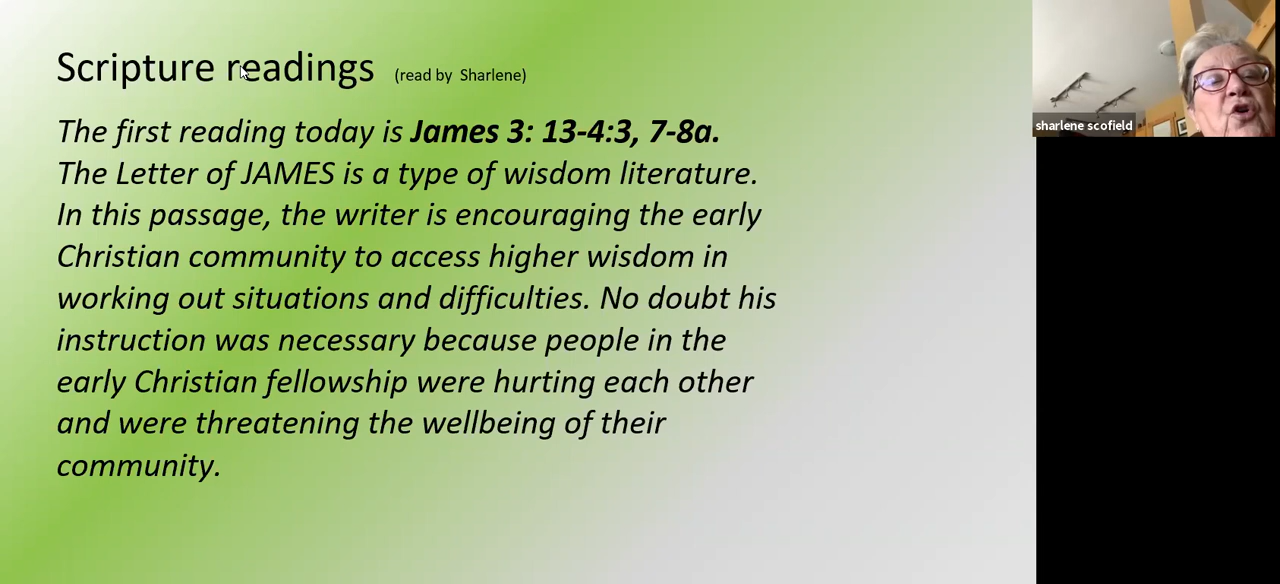 Scripture readings (read by Sharlene)
The first reading today is James 3: 13-4:3, 7-8a.
The Letter of JAMES is a type of wisdom literature.
In this passage, the writer is encouraging the early
Christian community to access higher wisdom in
working out situations and difficulties. No doubt his
instruction was necessary because people in the
early Christian fellowship were hurting each other
and were threatening the wellbeing of their
community.
sharlene scofield